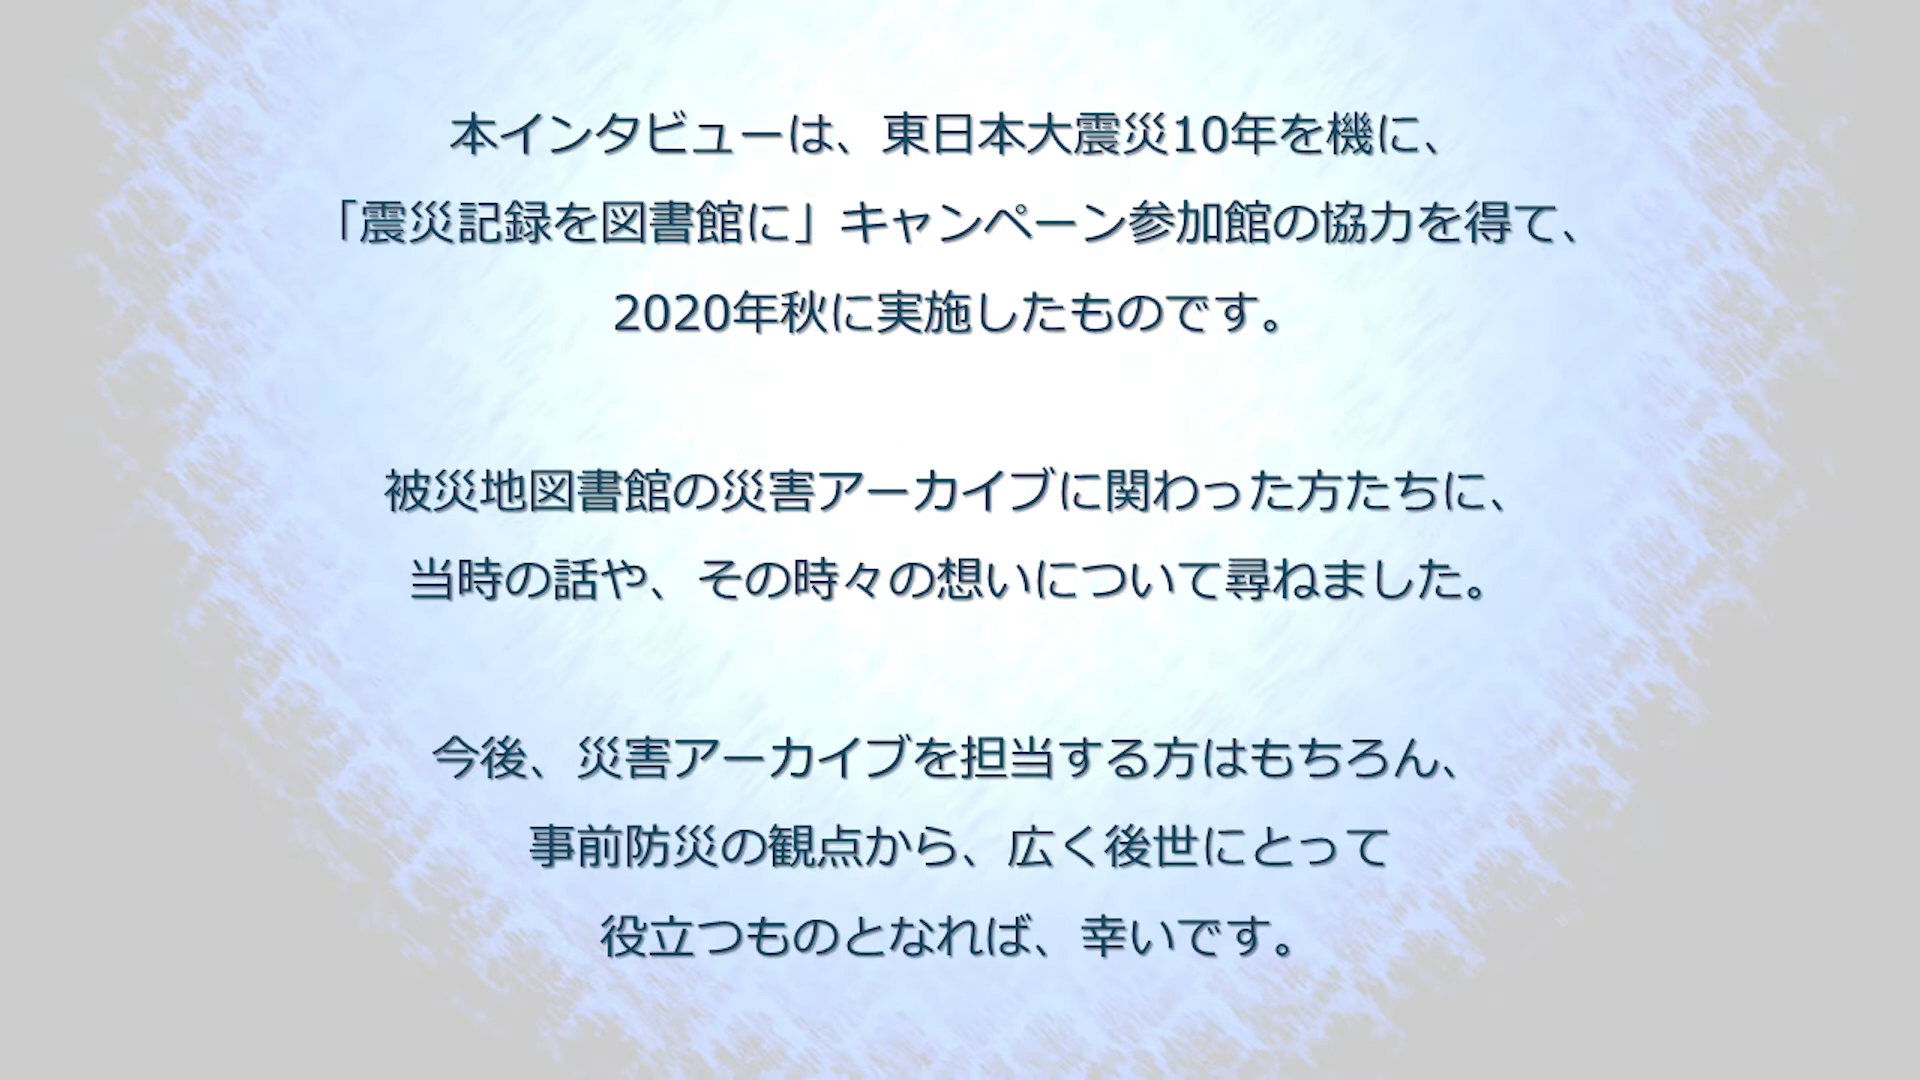 本インタビューは、東日本大震災10年を機に、
「震災記録を図書館に」キャンペーン参加館の協力を得て、
2020年秋に実施したものです。
被災地図書館の災害アーカイブに関わった方たちに、
当時の話や、その時々の想いについて尋ねました。
今後、災害アーカイブを担当する方はもちろん、
事前防災の観点から、広く後世にとって
役立つものとなれば、幸いです。